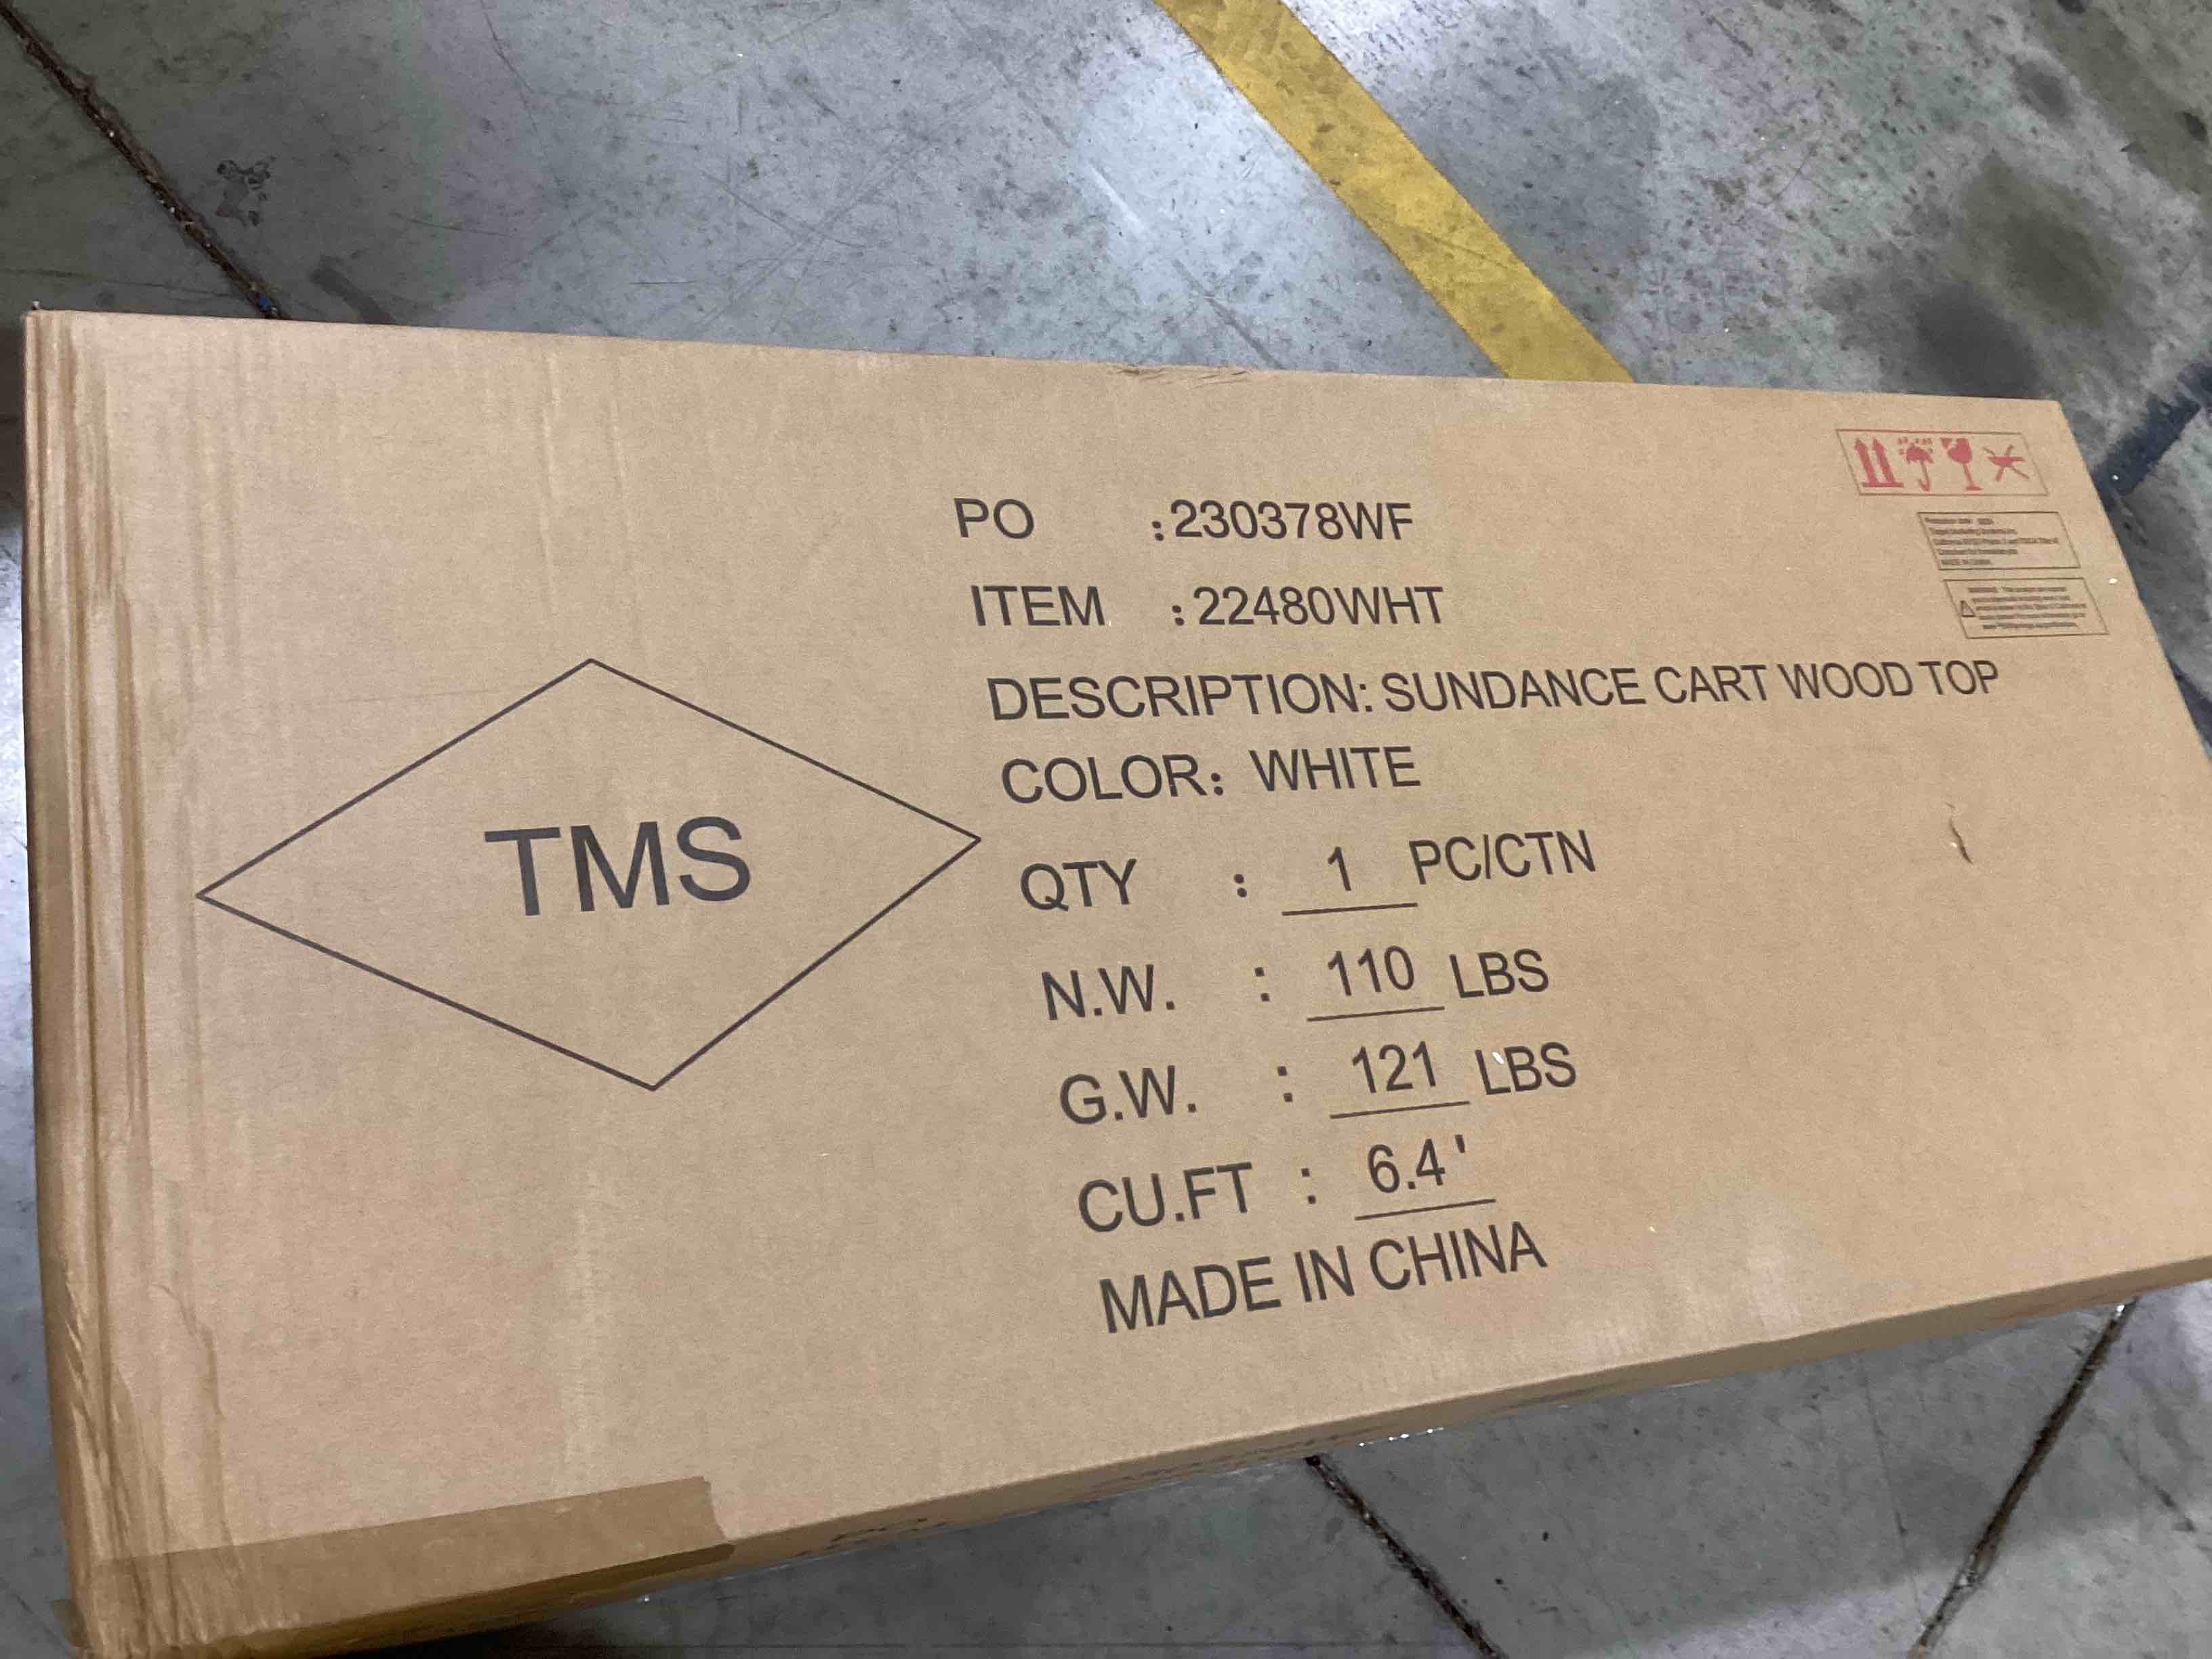 PO :230378WF
ITEM :22480WHT
DESCRIPTION: SUNDANCE CART WOOD TOP
COLOR: WHITE
TMS
QTY : 1 PC/CTN
N.W. : 110 LBS
G.W. : 121 LBS
CU.FT : 6.4'
MADE IN CHINA